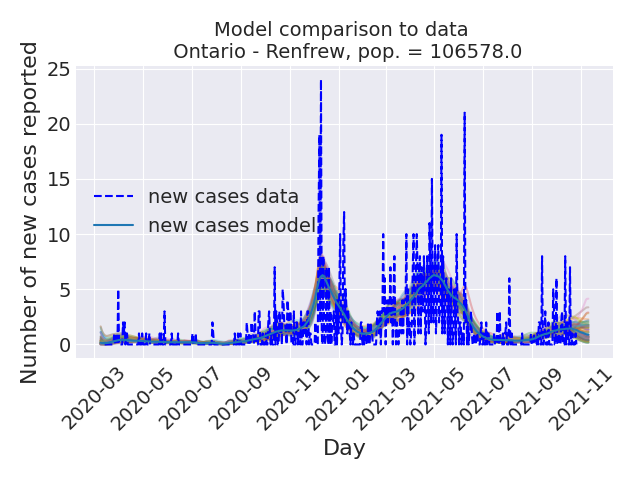 Model comparison to data
Ontario - Renfrew, pop. = 106578.0
Number of new cases reported
25
20
15
10
5
0
new cases data
new cases model
2020-03
2020-05
2020-07
2020-09
2020-11
2021-01
2021-03
2021-05
2021-07
2021-09
2021-11
Day